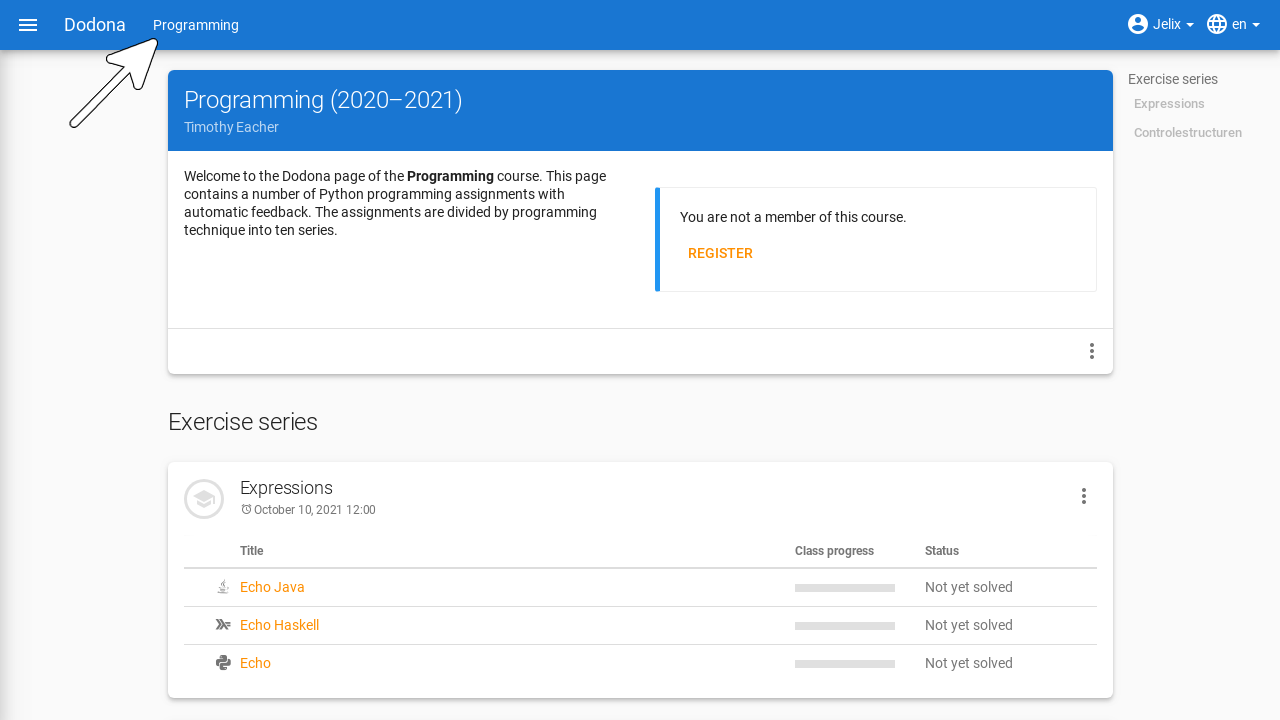 Dodona Programming Jelix en
Programming (2020–2021)
Timothy Eacher
Welcome to the Dodona page of the Programming course. This page
contains a number of Python programming assignments with
automatic feedback. The assignments are divided by programming
technique into ten series.
You are not a member of this course.
REGISTER
Exercise series
Expressions
Controlestructuren
Exercise series
Expressions
October 10, 2021 12:00
Title Class progress Status
Echo Java Not yet solved
Echo Haskell Not yet solved
Echo Not yet solved